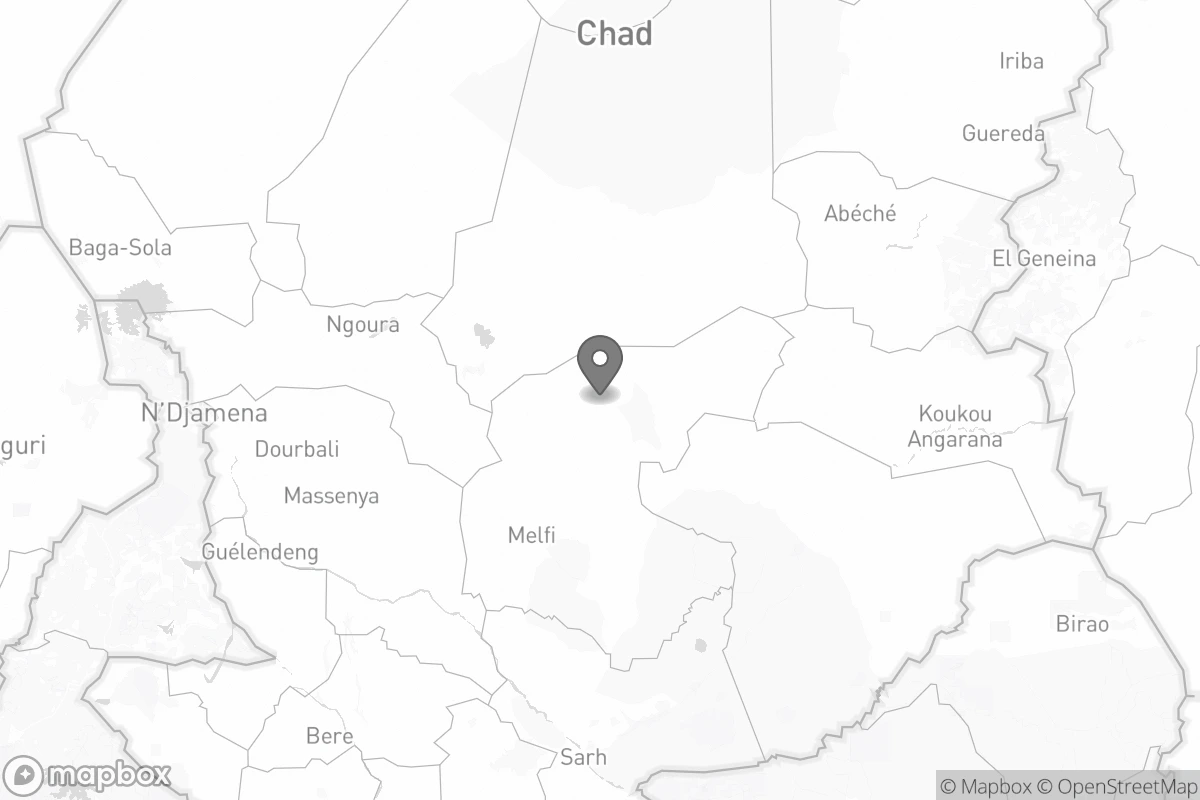 Chad
Iriba
Guereda
Abéché
Baga-Sola
El Geneina
Ngoura
N'Djamena
Koukou
Angarana
guri
Dourbali
Massenya
Melfi
Guélendeng
Birao
Bere
Sarh
mapbox
© Mapbox © OpenStreetMap